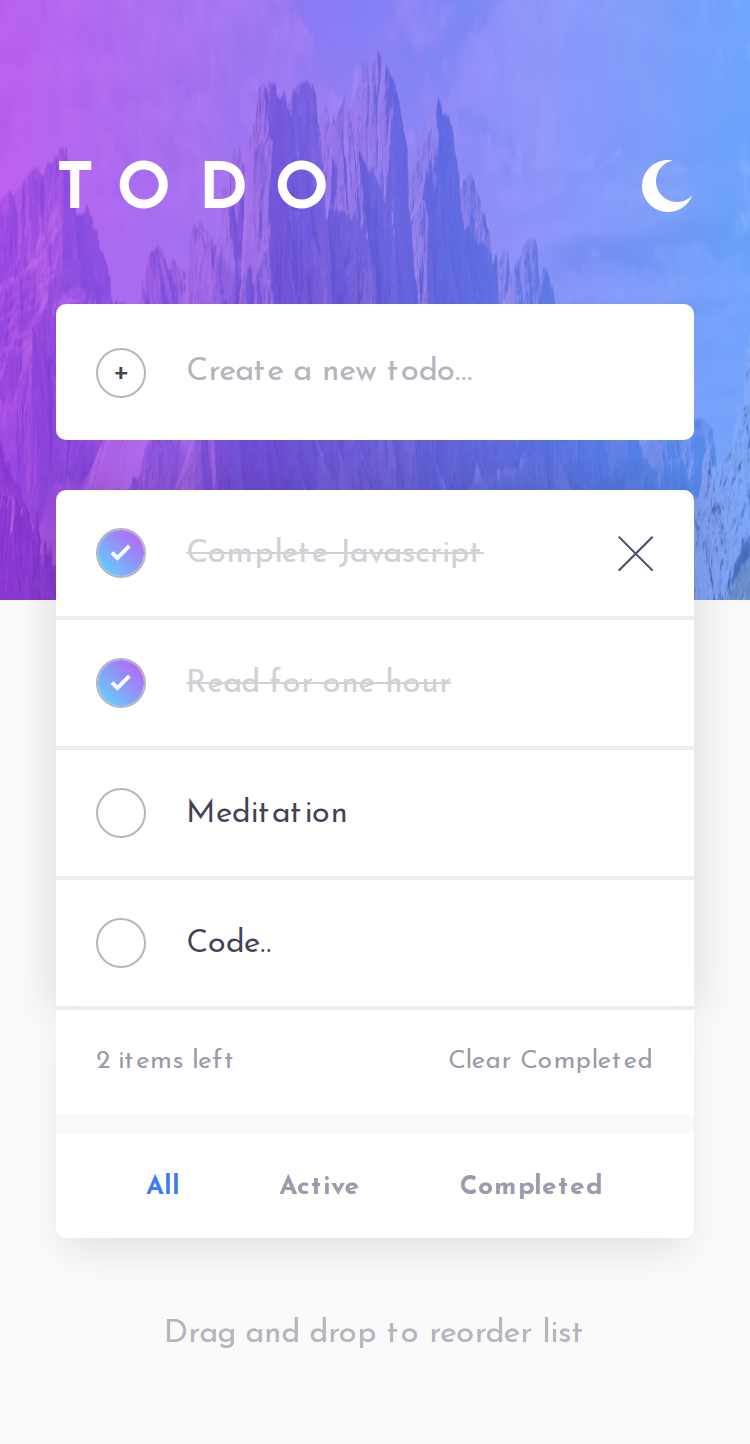 TODO
+
Create a new todo...
Complete Javascript
Read for one hour
Meditation
Code..
2 items left Clear Completed
All Active Completed
Drag and drop to reorder list